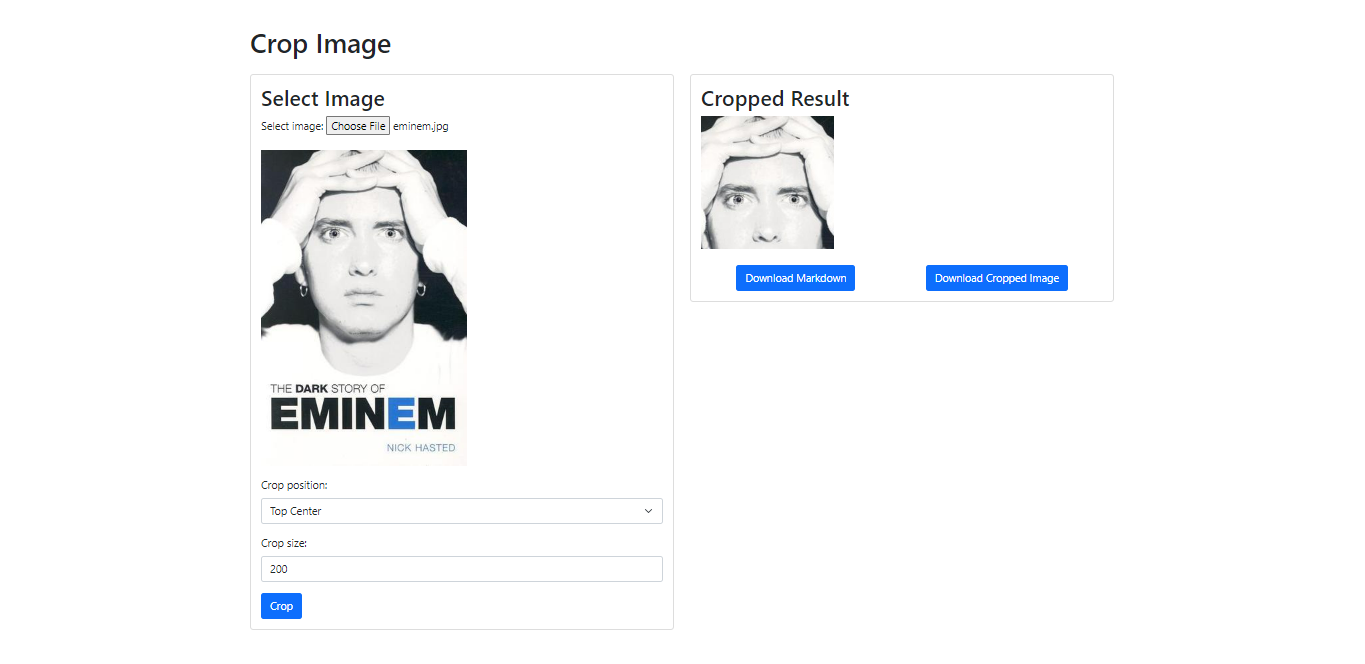 Crop Image
Select Image
Select image: Choose File eminem.jpg
THE DARK STORY OF
EMINEM
NICK HASTED
Crop position:
Top Center
Crop size:
200
Crop
Cropped Result
Download Markdown
Download Cropped Image